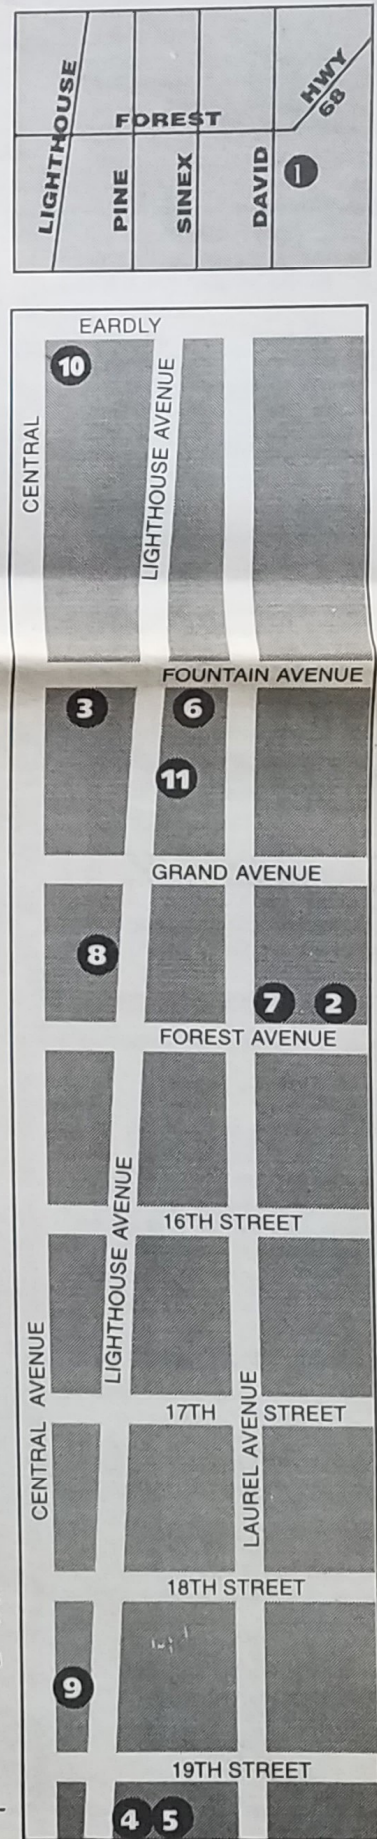 LIGHTHOUSE
FOREST
HWY
68
PINE
SINEX
DAVID
1
EARDLY
10
CENTRAL
LIGHTHOUSE AVENUE
FOUNTAIN AVENUE
3
6
11
GRAND AVENUE
8
7
2
FOREST AVENUE
16TH STREET
LIGHTHOUSE AVENUE
CENTRAL AVENUE
17TH STREET
LAUREL AVENUE
18TH STREET
9
19TH STREET
4
5